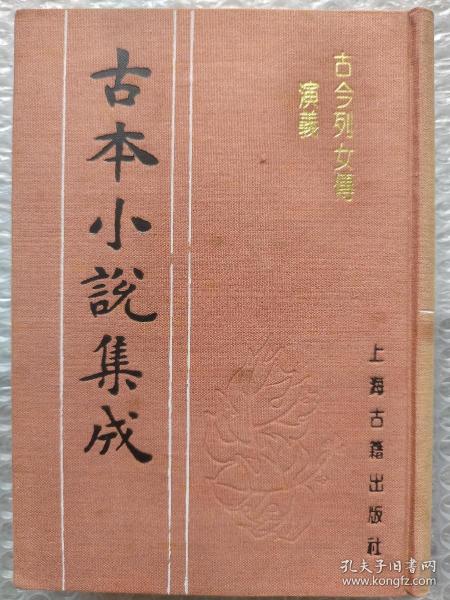 古今列女傳
演義
古本小說集成
上海古籍出版社
孔夫子旧书网
www.kongfz.com